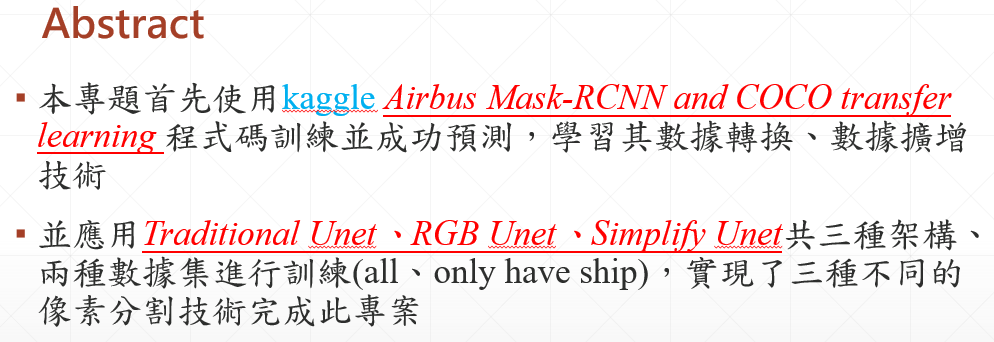 Abstract
▪ 本專題首先使用kaggle Airbus Mask-RCNN and COCO transfer
learning 程式碼訓練並成功預測，學習其數據轉換、數據擴增
技術
▪ 並應用Traditional Unet、RGB Unet、Simplify Unet共三種架構、
兩種數據集進行訓練(all、only have ship)，實現了三種不同的
像素分割技術完成此專案